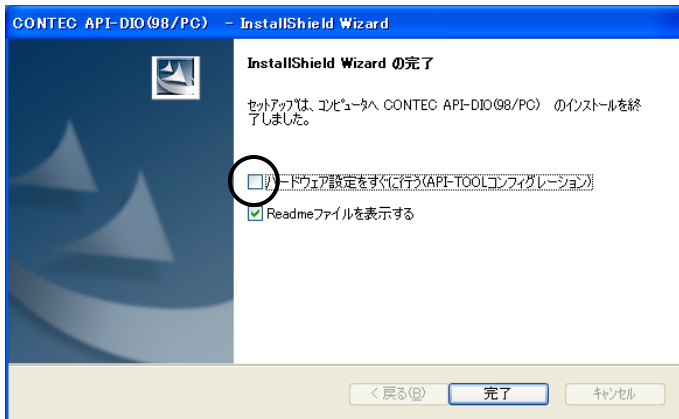 CONTEC API-DIO(98/PC) - InstallShield Wizard
InstallShield Wizard の完了
セットアップは、コンピュータへ CONTEC API-DIO(98/PC) のインストールを終
了しました。
ハードウェア設定をすぐに行う(API-TOOLコンフィグレーション)
Readmeファイルを表示する
< 戻る(B)
完了
キャンセル